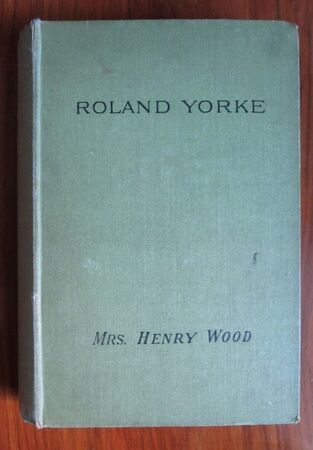 ROLAND YORKE
MRS. HENRY WOOD